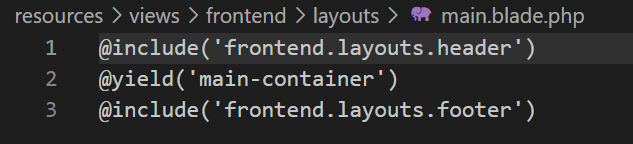 resources > views > frontend > layouts > main.blade.php
1 @include('frontend.layouts.header')
2 @yield('main-container')
3 @include('frontend.layouts.footer')